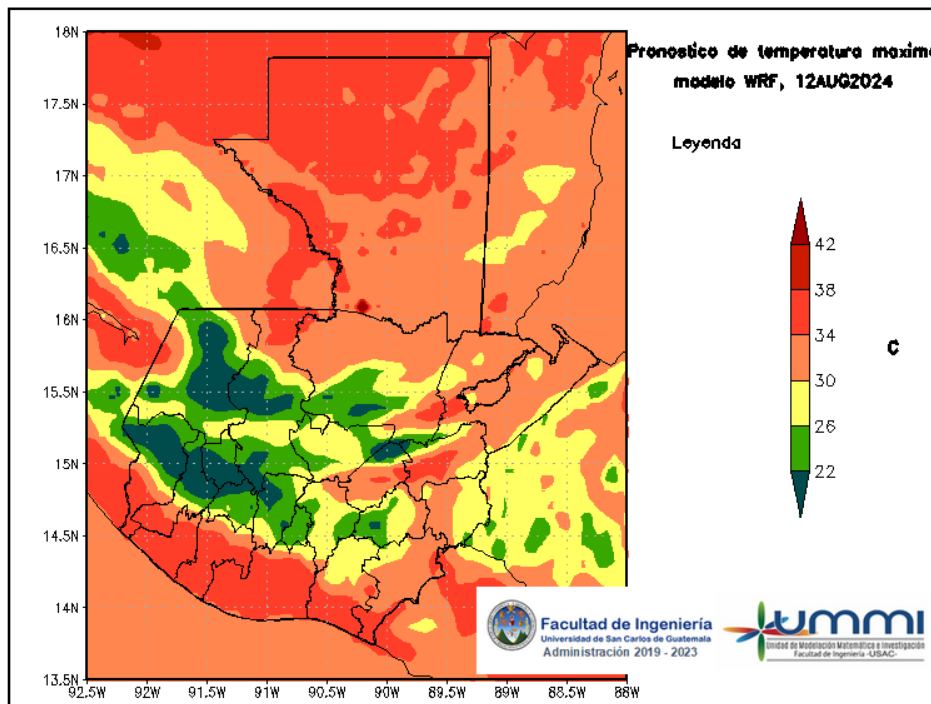 Pronostico de temperatura maxima
modelo WRF, 12AUG2024
Leyenda
42
38
34
30
26
22
C
18N
17.5N
17N
16.5N
16N
15.5N
15N
14.5N
14N
13.5N
92.5W 92W 91.5W 91W 90.5W 90W 89.5W 89W 88.5W 88W
Facultad de Ingeniería
Universidad de San Carlos de Guatemala
Administración 2019 - 2023
ummi
Unidad de Modelación Matemática e Investigación
Facultad de Ingeniería -USAC-